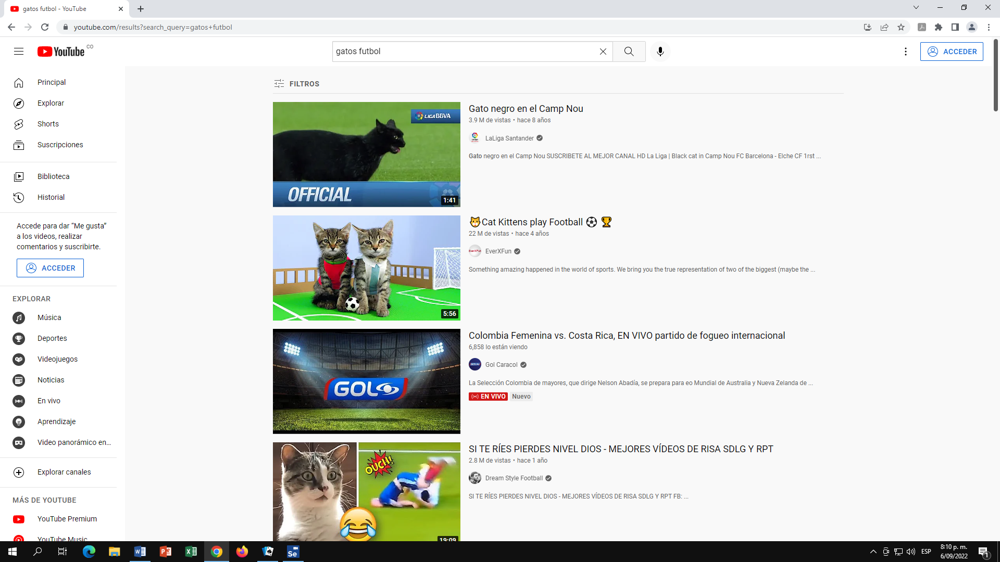 gatos futbol - YouTube
youtube.com/results?search_query=gatos+futbol
YouTube CO
gatos futbol
ACCEDER
Principal
Explorar
Shorts
Suscripciones
Biblioteca
Historial
Accede para dar “Me gusta”
a los videos, realizar
comentarios y suscribirte.
ACCEDER
EXPLORAR
Música
Deportes
Videojuegos
Noticias
En vivo
Aprendizaje
Video panorámico en...
Explorar canales
MÁS DE YOUTUBE
YouTube Premium
YouTube Music
FILTROS
LIGA BBVA
OFFICIAL
1:41
Gato negro en el Camp Nou
3.9 M de vistas • hace 8 años
LaLiga Santander
Gato negro en el Camp Nou SUSCRIBETE AL MEJOR CANAL HD La Liga | Black cat in Camp Nou FC Barcelona - Elche CF 1rst ...
5:56
Cat Kittens play Football
22 M de vistas • hace 4 años
EverXFun
Something amazing happened in the world of sports. We bring you the true representation of two of the biggest (maybe the ...
GOL
Colombia Femenina vs. Costa Rica, EN VIVO partido de fogueo internacional
6,858 lo están viendo
Gol Caracol
La Selección Colombia de mayores, que dirige Nelson Abadía, se prepara para eo Mundial de Australia y Nueva Zelanda de ...
EN VIVO Nuevo
OUCH!
19:09
SI TE RÍES PIERDES NIVEL DIOS - MEJORES VÍDEOS DE RISA SDLG Y RPT
2.8 M de vistas • hace 1 año
Dream Style Football
SI TE RÍES PIERDES NIVEL DIOS - MEJORES VÍDEOS DE RISA SDLG Y RPT FB: ...
Se
ESP
8:10 p. m.
6/09/2022
1